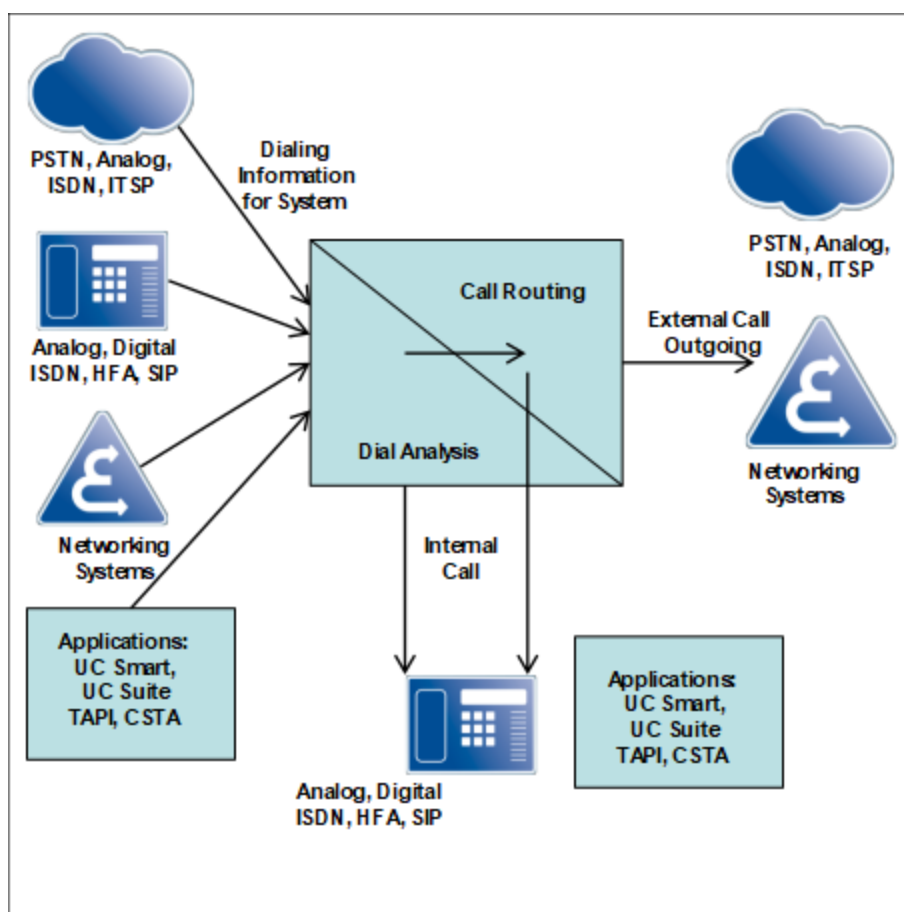 PSTN, Analog,
ISDN, ITSP
Dialing
Information
for System
Analog, Digital
ISDN, HFA, SIP
Networking
Systems
Applications:
UC Smart,
UC Suite
TAPI, CSTA
Call Routing
Dial Analysis
External Call
Outgoing
PSTN, Analog,
ISDN, ITSP
Networking
Systems
Internal
Call
Analog, Digital
ISDN, HFA, SIP
Applications:
UC Smart,
UC Suite
TAPI, CSTA